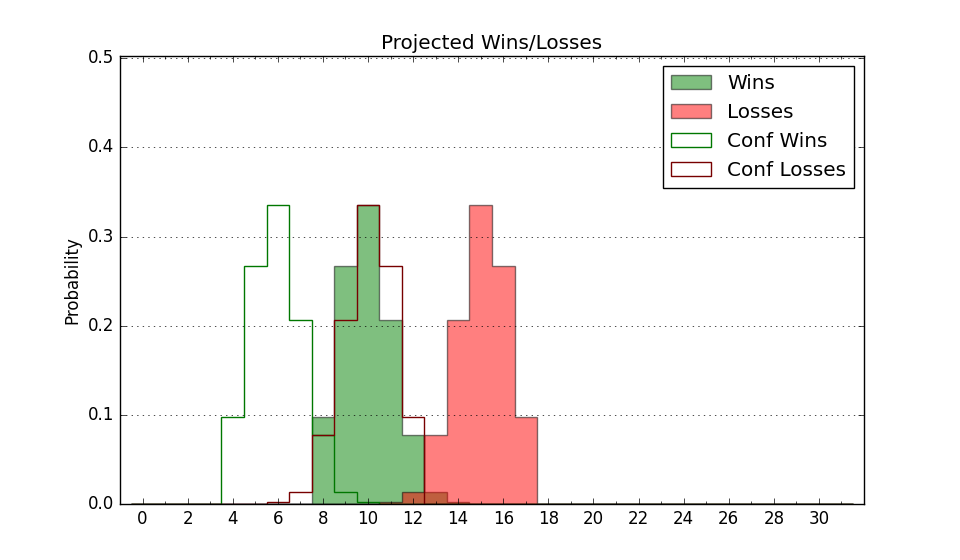 Projected Wins/Losses
0.5
0.4
0.3
0.2
0.1
0.0
Probability
Wins
Losses
Conf Wins
Conf Losses
0 2 4 6 8 10 12 14 16 18 20 22 24 26 28 30